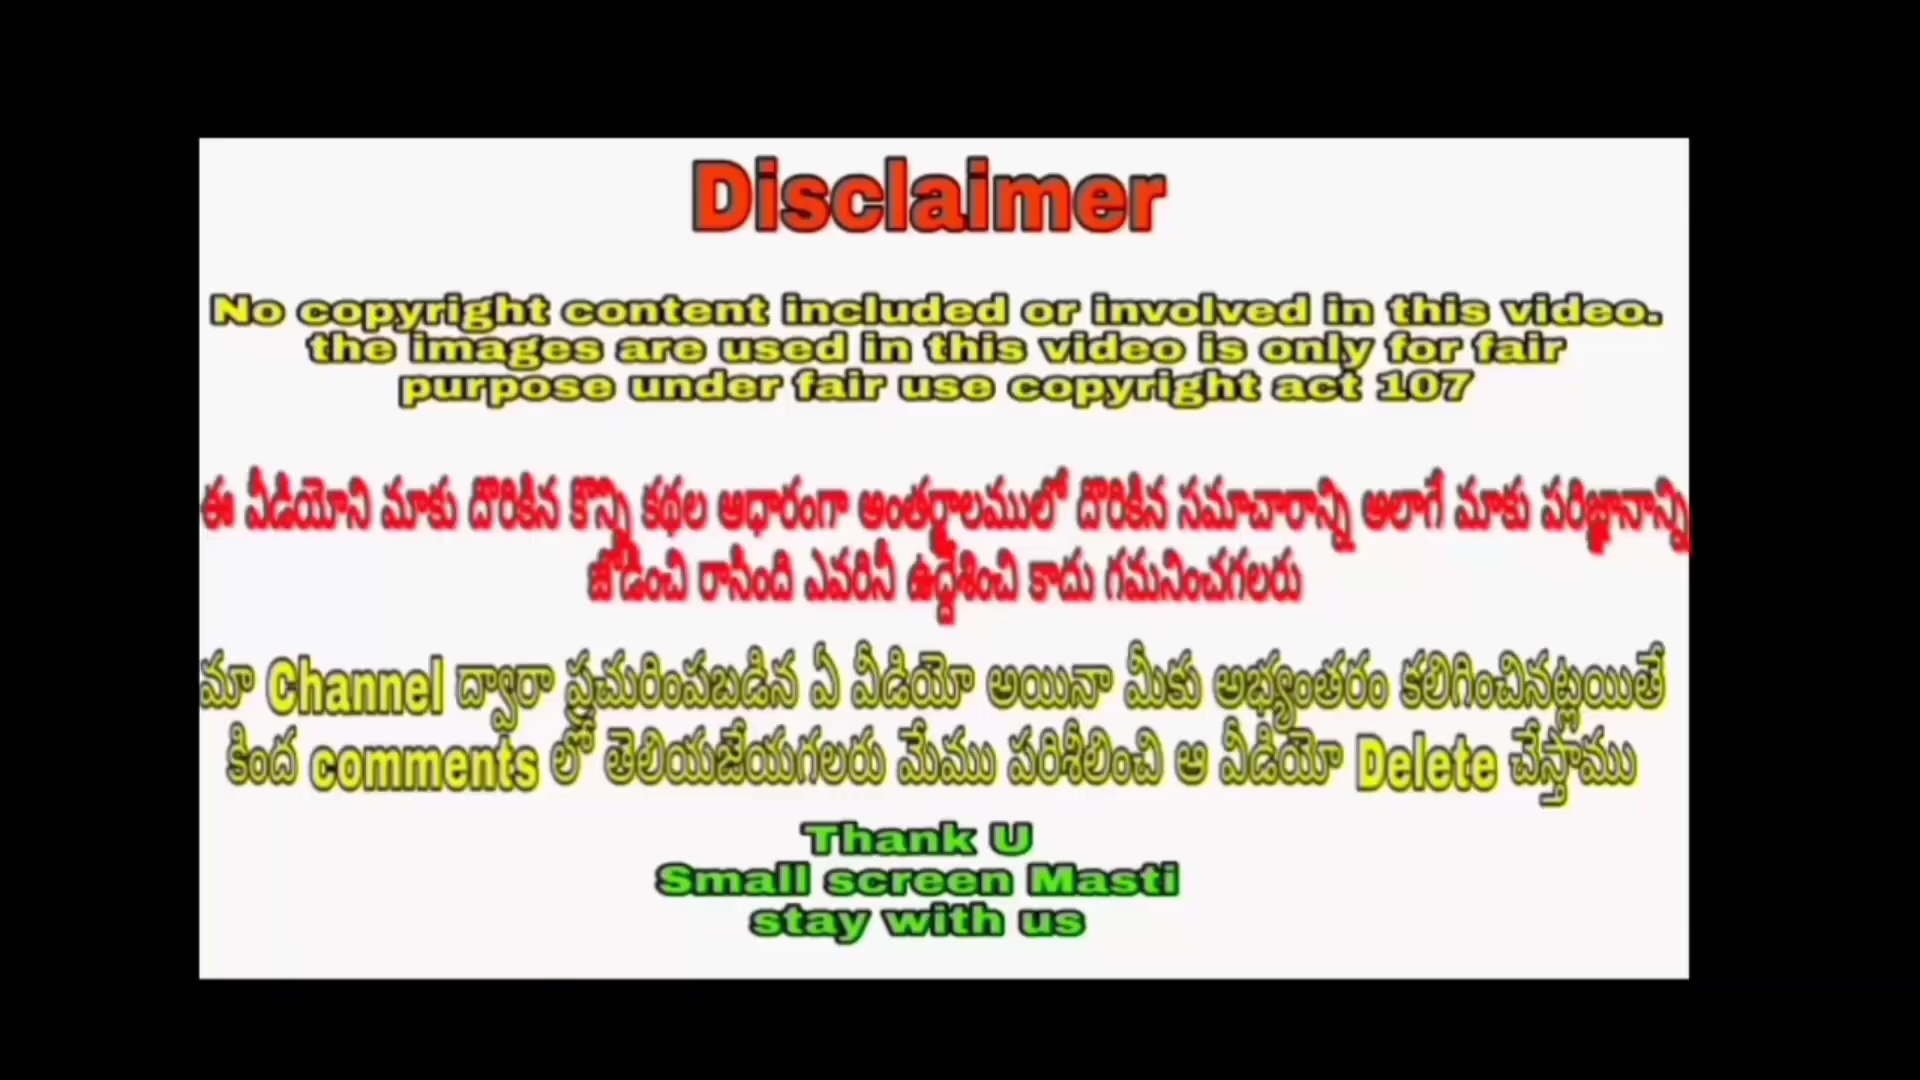 Disclaimer
No copyright content included or involved in this video.
the images are used in this video is only for fair
purpose under fair use copyright act 107
ఈ వీడియోని మాకు దొరికిన కొన్ని కథల ఆధారంగా అంతర్జాలములో దొరికిన సమాచారాన్ని అలాగే మాకు పరిజ్ఞానాన్ని
జోడించి రాసింది ఎవరినీ ఉద్దేశించి కాదు గమనించగలరు
మా Channel ద్వారా ప్రచురింపబడిన ఏ వీడియో అయినా మీకు అభ్యంతరం కలిగించినట్లయితే
కింద comments లో తెలియజేయగలరు మేము పరిశీలించి ఆ వీడియో Delete చేస్తాము
Thank U
Small screen Masti
stay with us